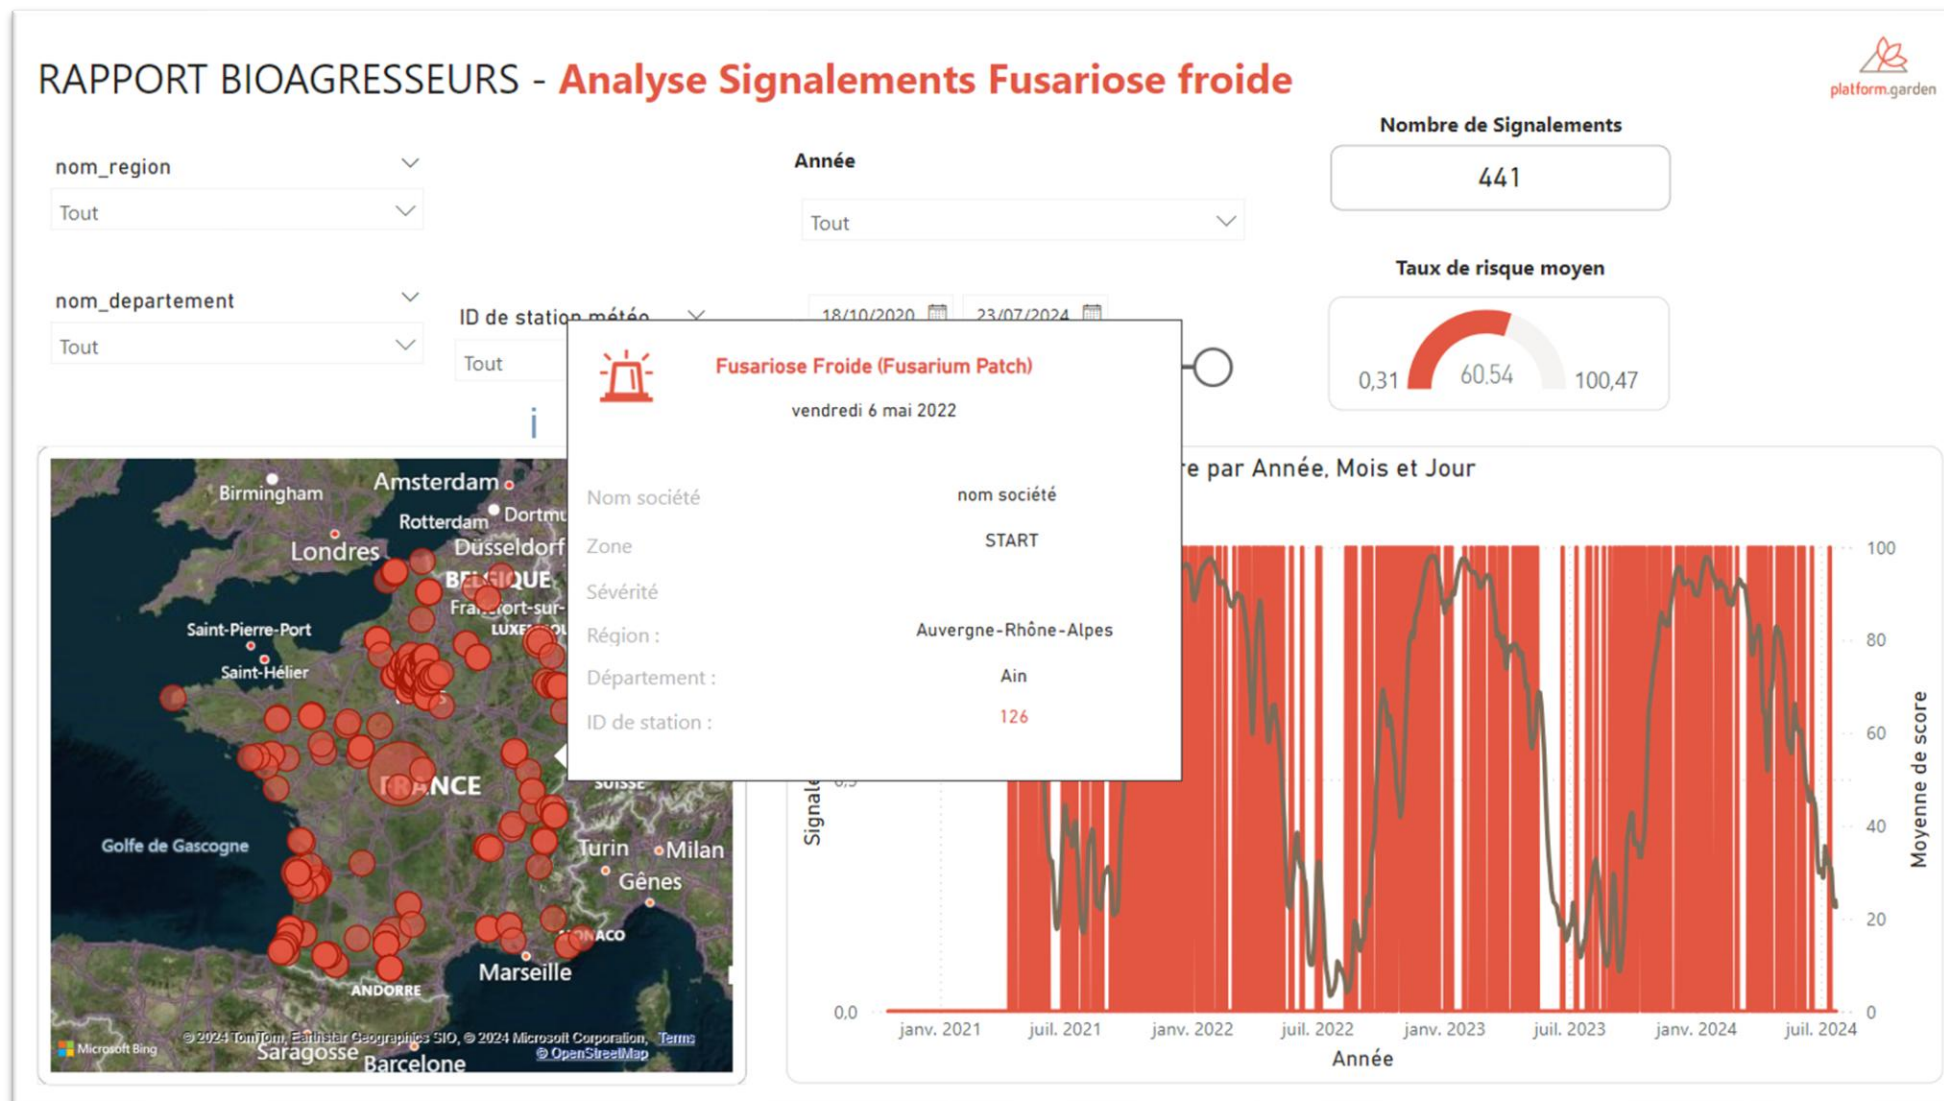 RAPPORT BIOAGRESSEURS - Analyse Signalements Fusariose froide
platform.garden
Nombre de Signalements
441
nom_region
Tout
Année
Tout
Taux de risque moyen
0,31
60,54
100,47
nom_departement
Tout
ID de station météo
Tout
18/10/2020
23/07/2024
i
Fusariose Froide (Fusarium Patch)
vendredi 6 mai 2022
Nom société
nom société
Zone
START
Sévérité
Région :
Auvergne-Rhône-Alpes
Département :
Ain
ID de station :
126
Birmingham
Amsterdam
Rotterdam
Dortmu
Londres
Düsseldorf
BELGIQUE
Saint-Pierre-Port
Saint-Hélier
FRANCE
SUISSE
Golfe de Gascogne
Turin
Milan
Gênes
MONACO
Marseille
ANDORRE
Microsoft Bing
© 2024 TomTom, Earthstar Geographics SIO, © 2024 Microsoft Corporation, Terms
© OpenStreetMap
Saragosse
Barcelone
re par Année, Mois et Jour
100
80
60
40
20
0
0,0
Signale
Moyenne de score
janv. 2021
juil. 2021
janv. 2022
juil. 2022
janv. 2023
juil. 2023
janv. 2024
juil. 2024
Année